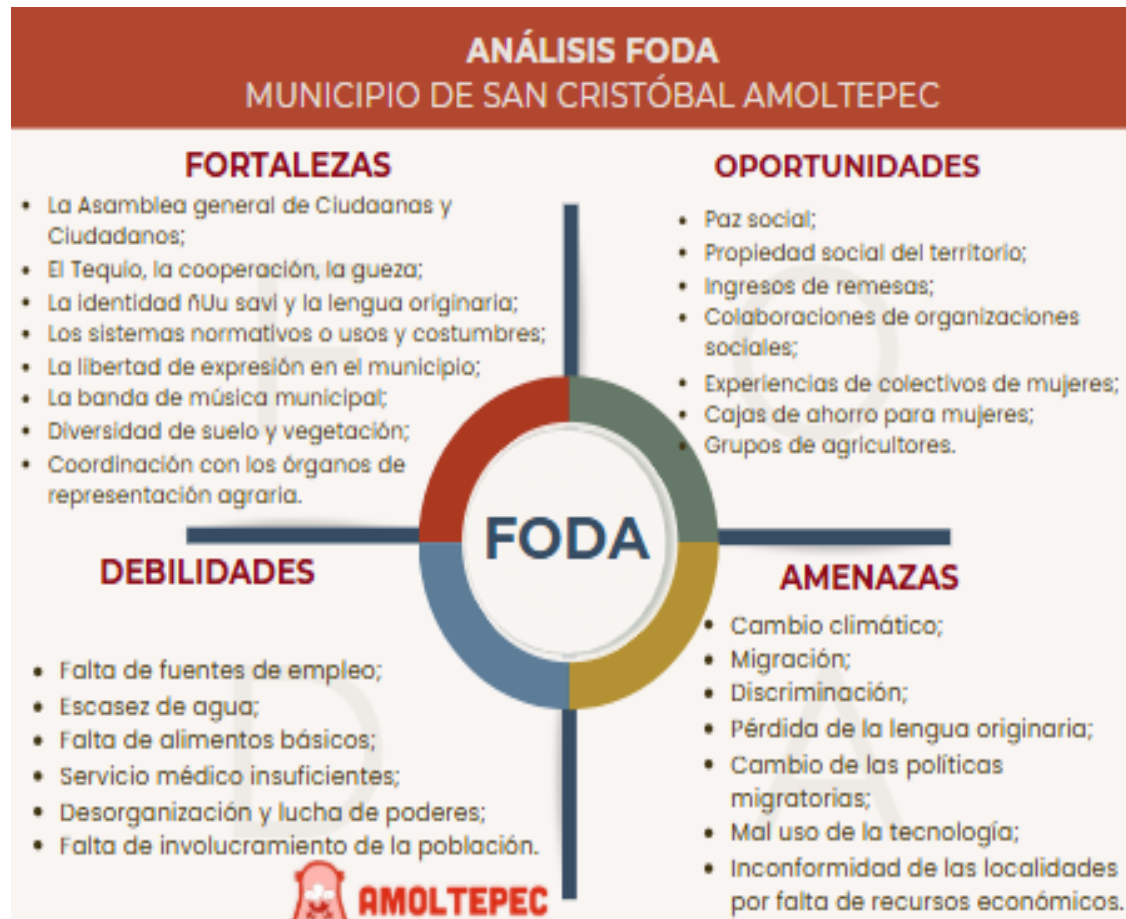 ANÁLISIS FODA
MUNICIPIO DE SAN CRISTÓBAL AMOLTEPEC
FORTALEZAS
• La Asamblea general de Ciudaanas y
Ciudadanos;
• El Tequio, la cooperación, la gueza;
• La identidad ñUu savi y la lengua originaria;
• Los sistemas normativos o usos y costumbres;
• La libertad de expresión en el municipio;
• La banda de música municipal;
• Diversidad de suelo y vegetación;
• Coordinación con los órganos de
representación agraria.
OPORTUNIDADES
• Paz social;
• Propiedad social del territorio;
• Ingresos de remesas;
• Colaboraciones de organizaciones
sociales;
• Experiencias de colectivos de mujeres;
• Cajas de ahorro para mujeres;
• Grupos de agricultores.
FODA
DEBILIDADES
• Falta de fuentes de empleo;
• Escasez de agua;
• Falta de alimentos básicos;
• Servicio médico insuficientes;
• Desorganización y lucha de poderes;
• Falta de involucramiento de la población.
AMENAZAS
• Cambio climático;
• Migración;
• Discriminación;
• Pérdida de la lengua originaria;
• Cambio de las políticas
migratorias;
• Mal uso de la tecnología;
• Inconformidad de las localidades
por falta de recursos económicos.
AMOLTEPEC
F
O
D
A